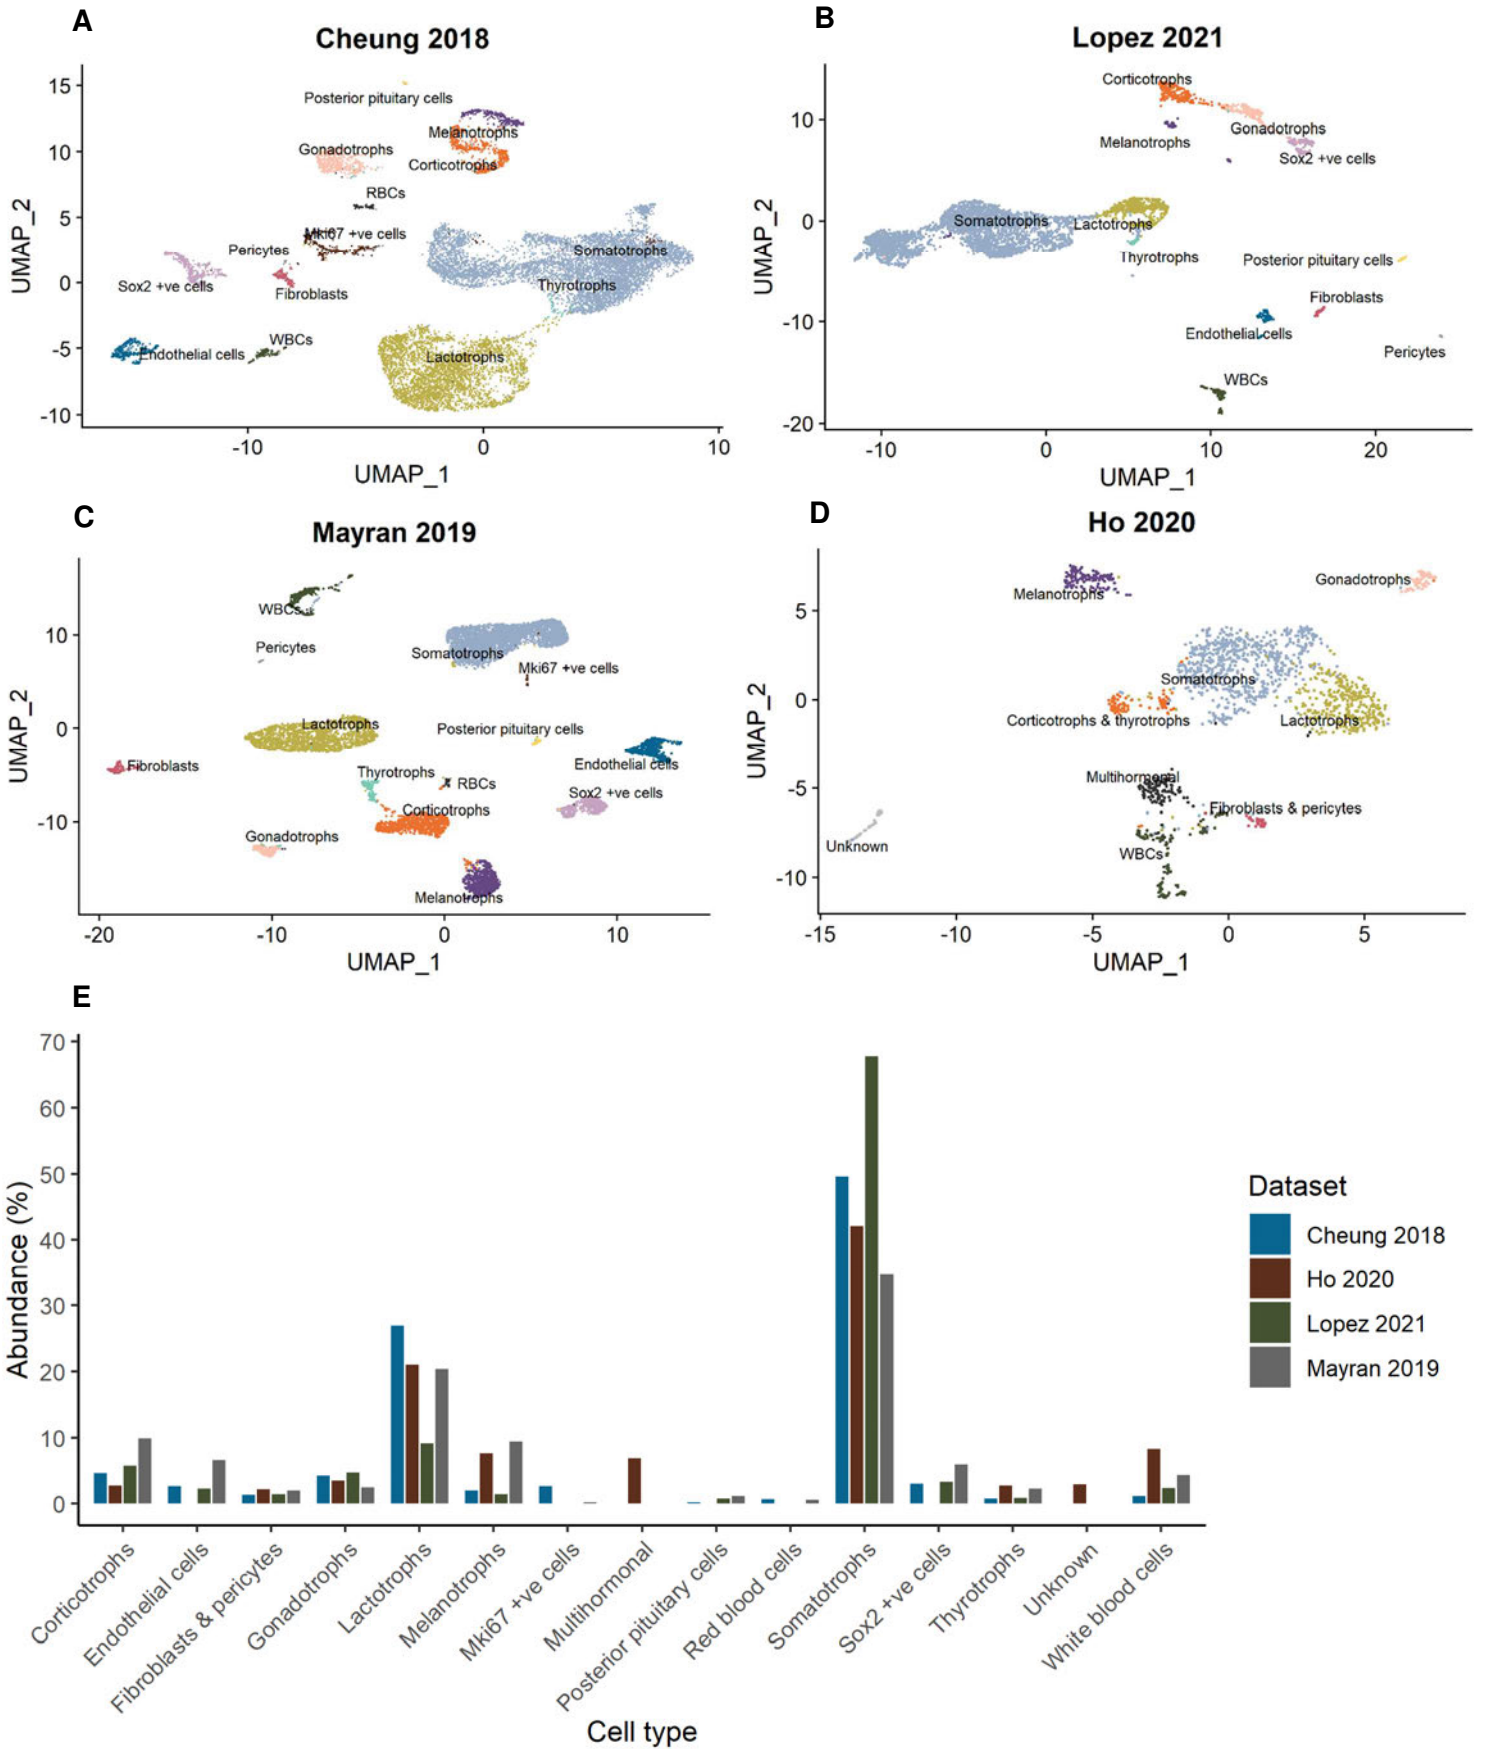 A
Cheung 2018
15
10
5
0
-5
-10
UMAP_2
Posterior pituitary cells
Melanotrophs
Gonadotrophs
Corticotrophs
RBCs
Mki67 +ve cells
Pericytes
Somatotrophs
Sox2 +ve cells
Fibroblasts
Thyrotrophs
WBCs
Endothelial cells
Lactotrophs
-10
0
10
UMAP_1
B
Lopez 2021
10
0
-10
-20
UMAP_2
Corticotrophs
Gonadotrophs
Melanotrophs
Sox2 +ve cells
Somatotrophs
Lactotrophs
Thyrotrophs
Posterior pituitary cells
Fibroblasts
Endothelial cells
Pericytes
WBCs
-10
0
10
20
UMAP_1
C
Mayran 2019
10
0
-10
UMAP_2
WBCs
Pericytes
Somatotrophs
Mki67 +ve cells
Lactotrophs
Posterior pituitary cells
Fibroblasts
Endothelial cells
Thyrotrophs
RBCs
Sox2 +ve cells
Corticotrophs
Gonadotrophs
Melanotrophs
-20
-10
0
10
UMAP_1
D
Ho 2020
5
0
-5
-10
UMAP_2
Melanotrophs
Gonadotrophs
Somatotrophs
Corticotrophs & thyrotrophs
Lactotrophs
Multihormonal
Fibroblasts & pericytes
Unknown
WBCs
-15
-10
-5
0
5
UMAP_1
E
70
60
50
40
30
20
10
0
Abundance (%)
Corticotrophs
Endothelial cells
Fibroblasts & pericytes
Gonadotrophs
Lactotrophs
Melanotrophs
Mki67 +ve cells
Multihormonal
Posterior pituitary cells
Red blood cells
Somatotrophs
Sox2 +ve cells
Thyrotrophs
Unknown
White blood cells
Cell type
Dataset
Cheung 2018
Ho 2020
Lopez 2021
Mayran 2019